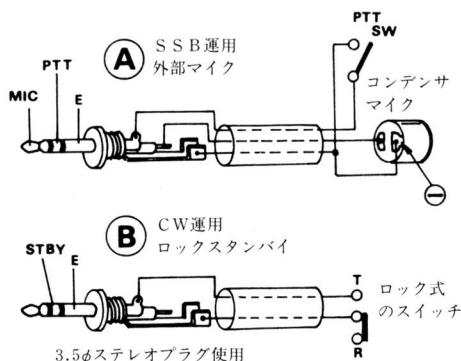 A
SSB運用
外部マイク
PTT
SW
コンデンサ
マイク
MIC
PTT
E
⊖
B
CW運用
ロックスタンバイ
STBY
E
T
R
ロック式
のスイッチ
3.5φステレオプラグ使用